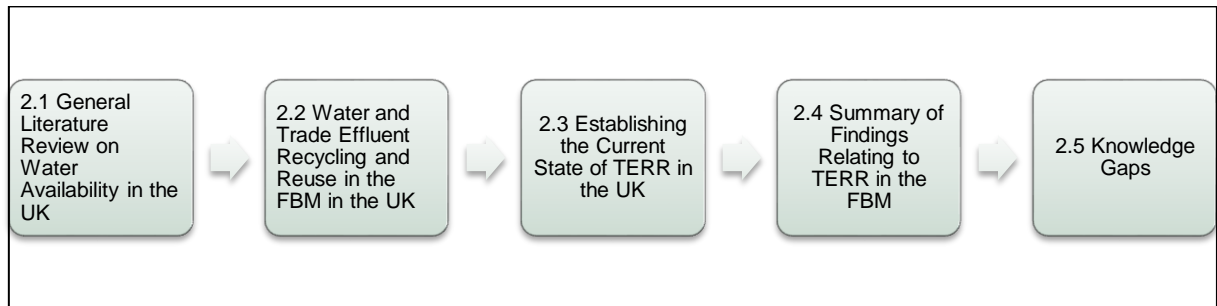 2.1 General
Literature
Review on
Water
Availability in the
UK
2.2 Water and
Trade Effluent
Recycling and
Reuse in the
FBM in the UK
2.3 Establishing
the Current
State of TERR in
the UK
2.4 Summary of
Findings
Relating to
TERR in the
FBM
2.5 Knowledge
Gaps